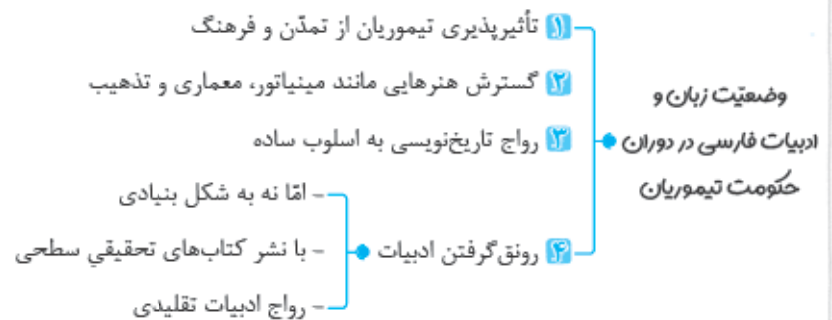 وضعیّت زبان و
ادبیات فارسی در دوران
حکومت تیموریان
۱ تأثیرپذیری تیموریان از تمدّن و فرهنگ
۲ گسترش هنرهایی مانند مینیاتور، معماری و تذهیب
۳ رواج تاریخ‌نویسی به اسلوب ساده
۴ رونق‌گرفتن ادبیات
- امّا نه به شکل بنیادی
- با نشر کتاب‌های تحقیقیِ سطحی
- رواج ادبیات تقلیدی